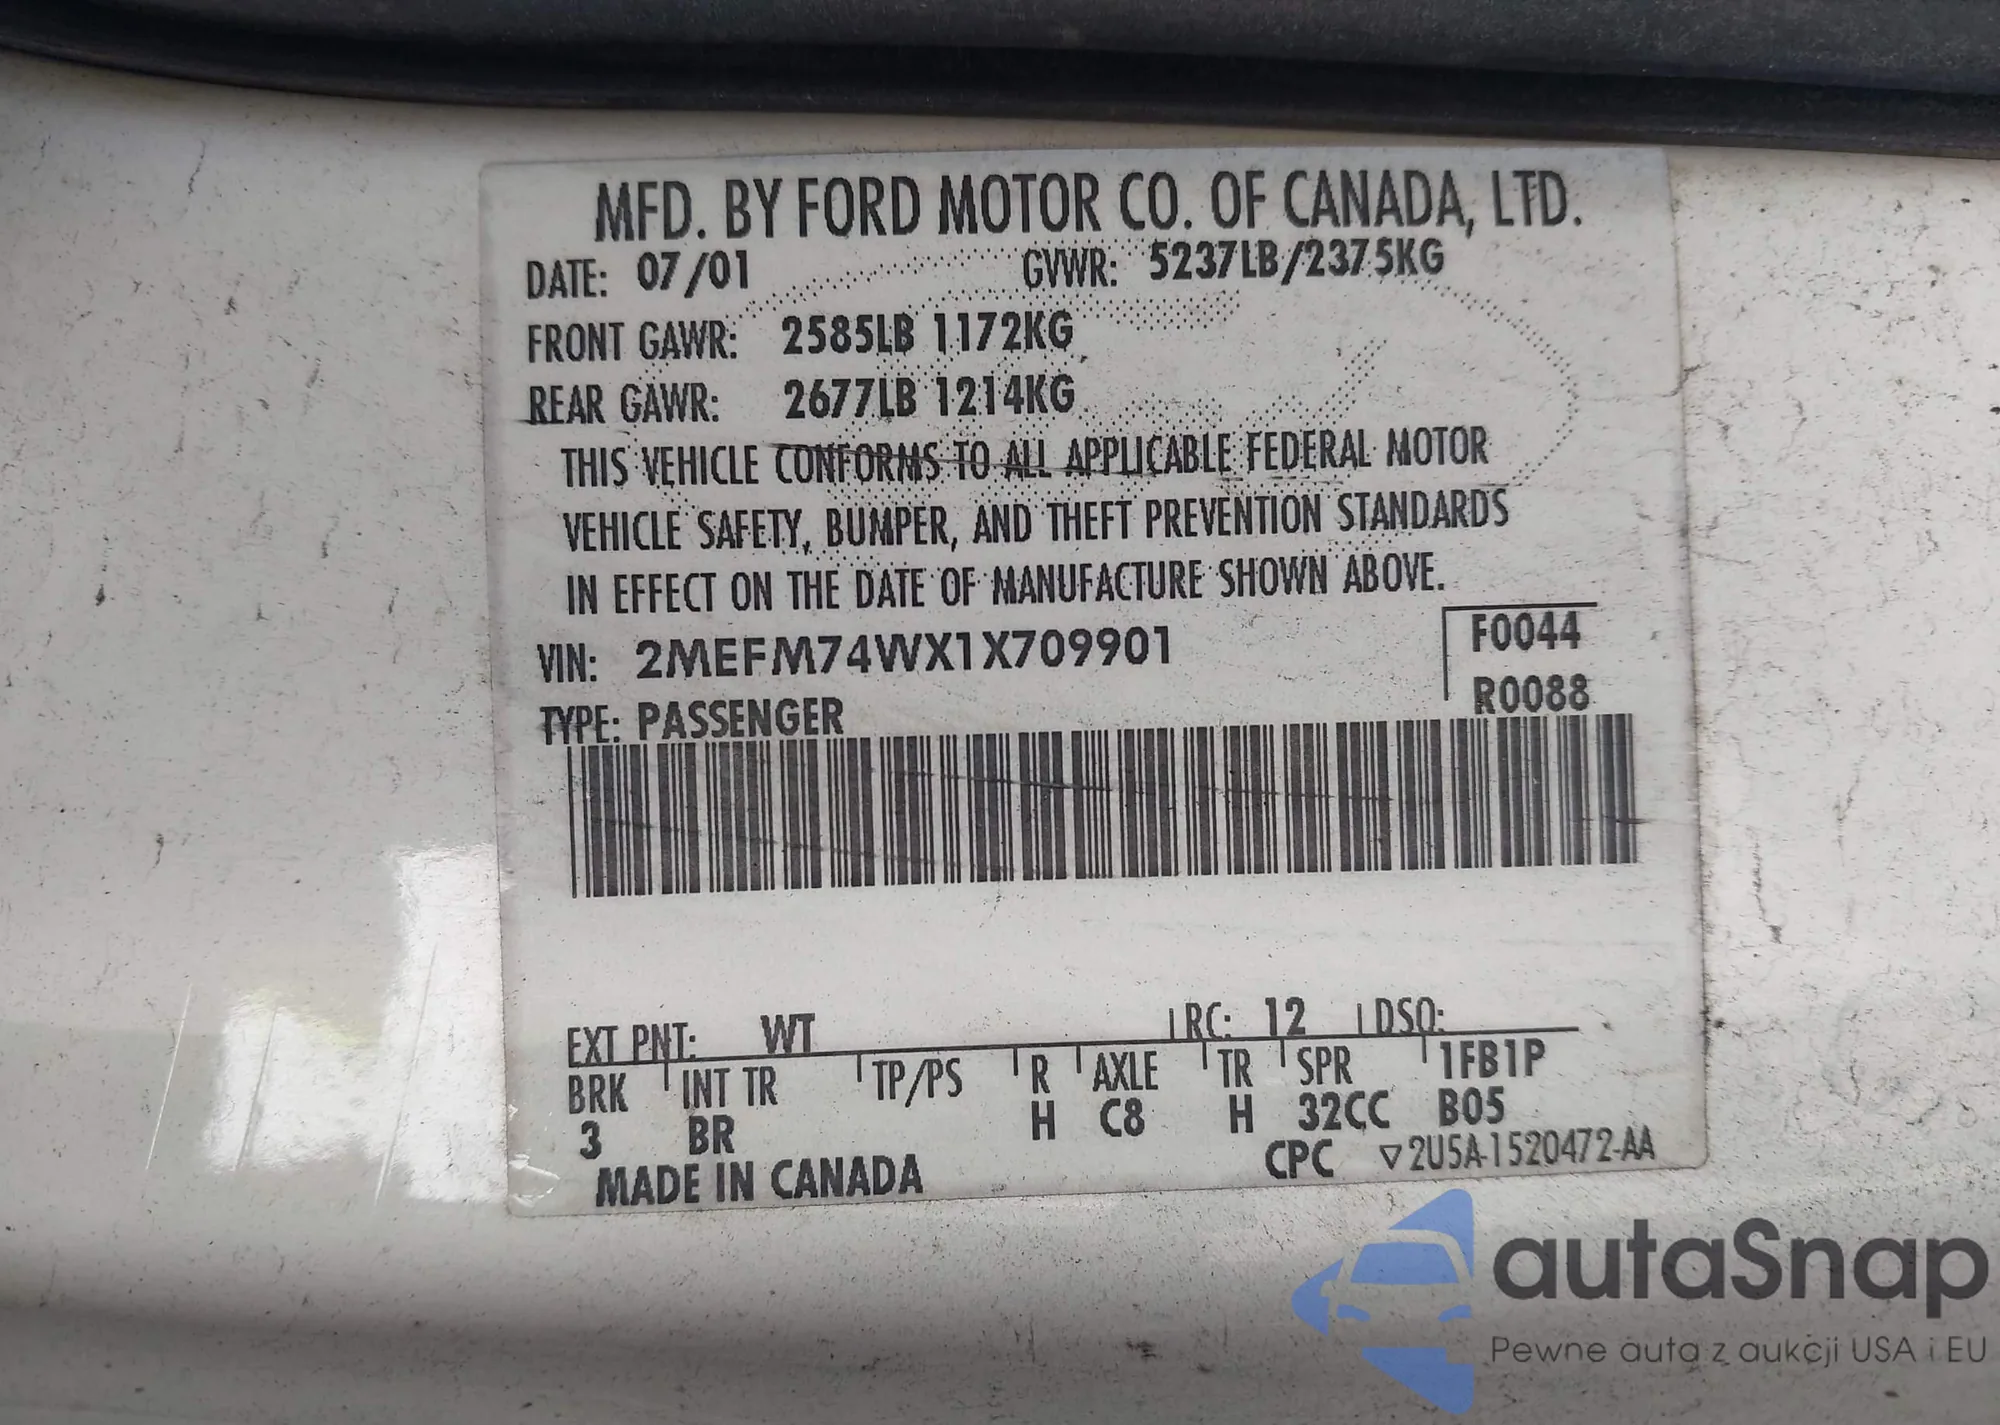 MFD. BY FORD MOTOR CO. OF CANADA, LTD.
DATE: 07/01 GVWR: 5237LB/2375KG
FRONT GAWR: 2585LB 1172KG
REAR GAWR: 2677LB 1214KG
THIS VEHICLE CONFORMS TO ALL APPLICABLE FEDERAL MOTOR
VEHICLE SAFETY, BUMPER, AND THEFT PREVENTION STANDARDS
IN EFFECT ON THE DATE OF MANUFACTURE SHOWN ABOVE.
VIN: 2MEFM74WX1X709901 F0044
TYPE: PASSENGER R0088
EXT PNT: WT RC: 12 DSO:
BRK INT TR TP/PS R AXLE TR SPR 1FB1P
3 BR H C8 H 32CC B05
MADE IN CANADA CPC ▽2U5A-1520472-AA
autaSnap
Pewne auta z aukcji USA i EU